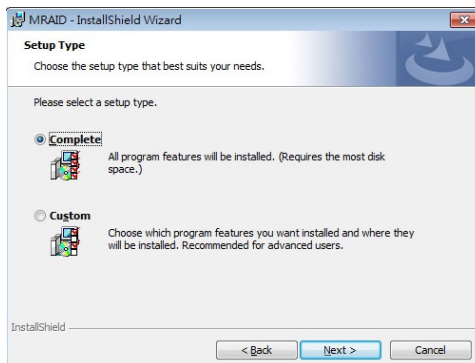 MRAID - InstallShield Wizard
Setup Type
Choose the setup type that best suits your needs.
Please select a setup type.
Complete
All program features will be installed. (Requires the most disk
space.)
Custom
Choose which program features you want installed and where they
will be installed. Recommended for advanced users.
InstallShield
< Back
Next >
Cancel